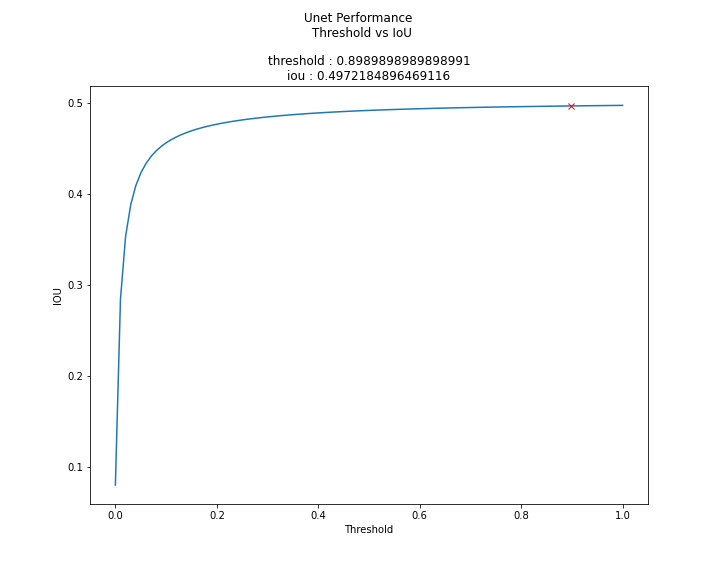 Unet Performance
Threshold vs IoU
threshold : 0.8989898989898991
iou : 0.4972184896469116
0.5
0.4
0.3
0.2
0.1
IOU
0.0
0.2
0.4
0.6
0.8
1.0
Threshold